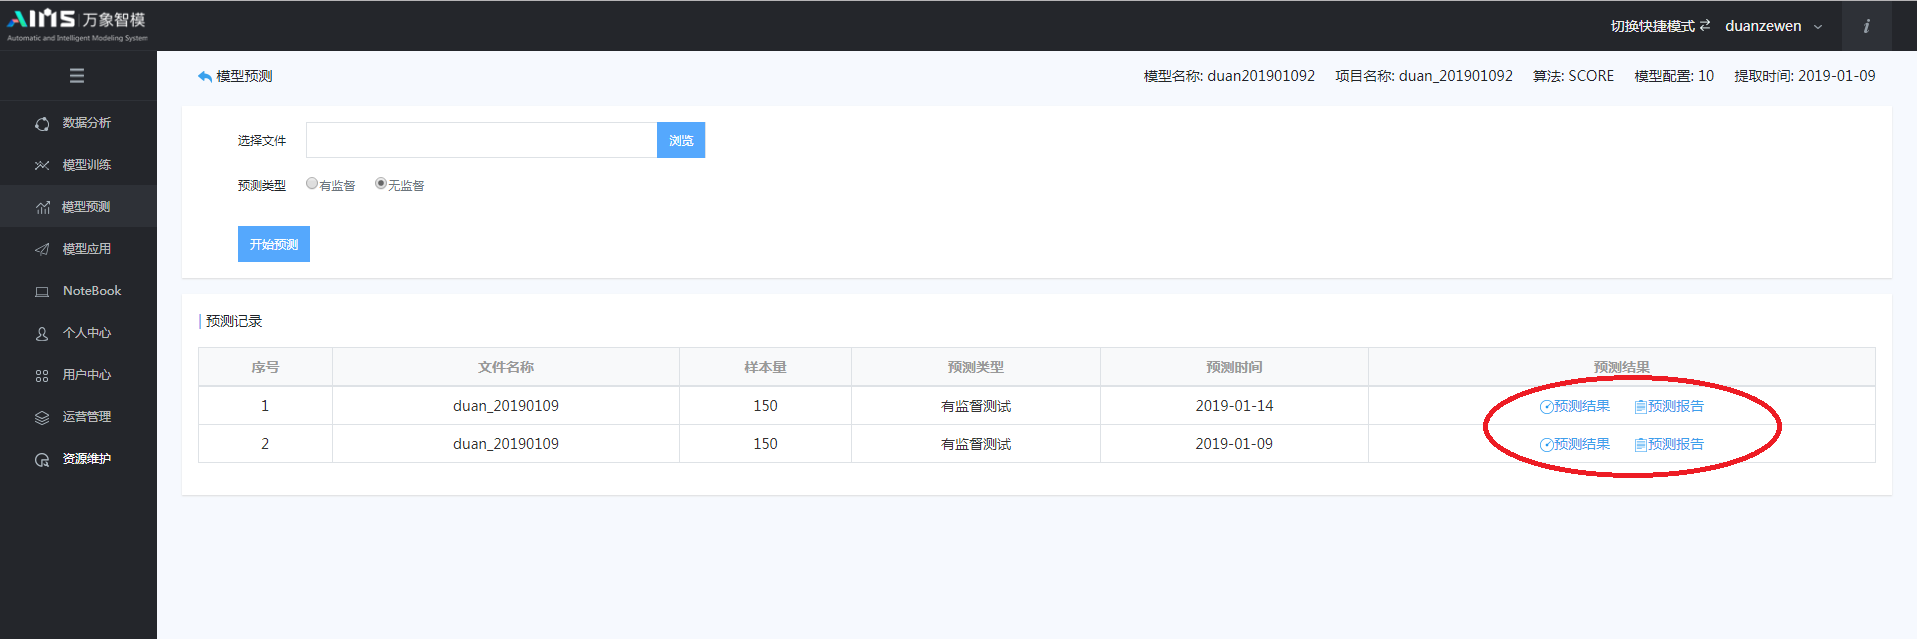 AIMS 万象智模
Automatic and Intelligent Modeling System
切换快捷模式 duanzewen i
模型预测 模型名称: duan201901092 项目名称: duan_201901092 算法: SCORE 模型配置: 10 提取时间: 2019-01-09
数据分析
模型训练
模型预测
模型应用
NoteBook
个人中心
用户中心
运营管理
资源维护
选择文件 浏览
预测类型 有监督 无监督
开始预测
预测记录
序号 文件名称 样本量 预测类型 预测时间 预测结果
1 duan_20190109 150 有监督测试 2019-01-14 预测结果 预测报告
2 duan_20190109 150 有监督测试 2019-01-09 预测结果 预测报告